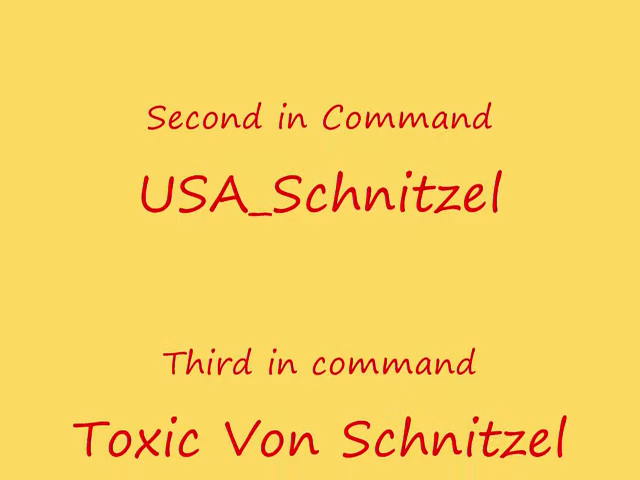 Second in Command
USA_Schnitzel
Third in command
Toxic Von Schnitzel